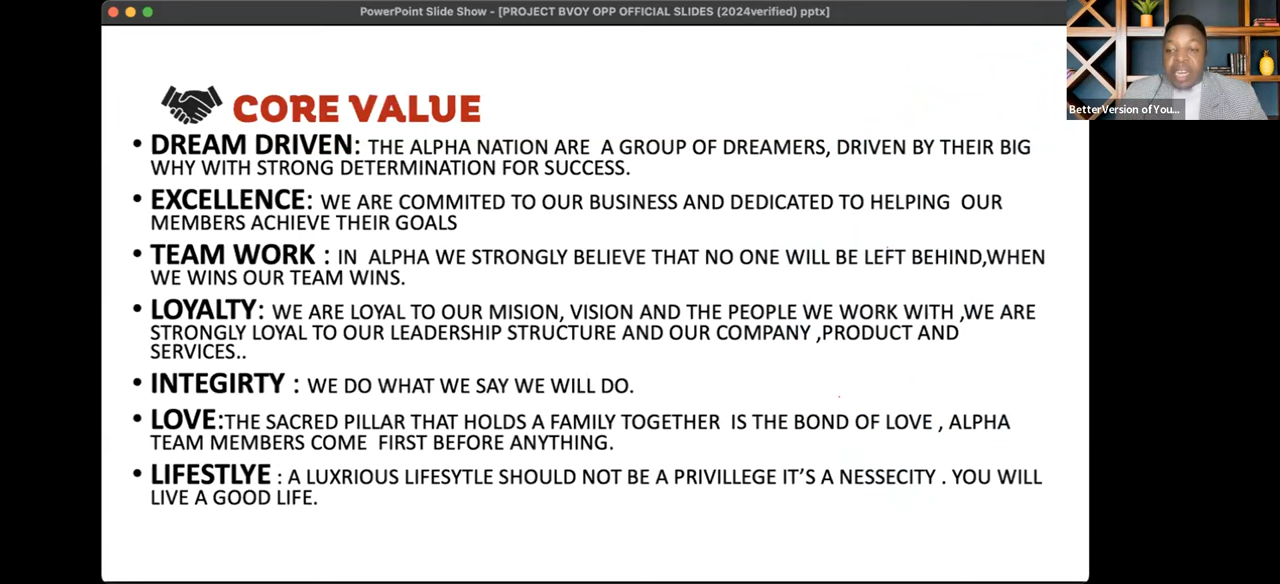 PowerPoint Slide Show - [PROJECT BVOY OPP OFFICIAL SLIDES (2024verified) pptx]
BetterVersion of You...
CORE VALUE
• DREAM DRIVEN: THE ALPHA NATION ARE A GROUP OF DREAMERS, DRIVEN BY THEIR BIG
WHY WITH STRONG DETERMINATION FOR SUCCESS.
• EXCELLENCE: WE ARE COMMITED TO OUR BUSINESS AND DEDICATED TO HELPING OUR
MEMBERS ACHIEVE THEIR GOALS
• TEAM WORK : IN ALPHA WE STRONGLY BELIEVE THAT NO ONE WILL BE LEFT BEHIND,WHEN
WE WINS OUR TEAM WINS.
• LOYALTY: WE ARE LOYAL TO OUR MISION, VISION AND THE PEOPLE WE WORK WITH ,WE ARE
STRONGLY LOYAL TO OUR LEADERSHIP STRUCTURE AND OUR COMPANY ,PRODUCT AND
SERVICES..
• INTEGIRTY : WE DO WHAT WE SAY WE WILL DO.
• LOVE:THE SACRED PILLAR THAT HOLDS A FAMILY TOGETHER IS THE BOND OF LOVE , ALPHA
TEAM MEMBERS COME FIRST BEFORE ANYTHING.
• LIFESTLYE : A LUXRIOUS LIFESYTLE SHOULD NOT BE A PRIVILLEGE IT’S A NESSECITY . YOU WILL
LIVE A GOOD LIFE.